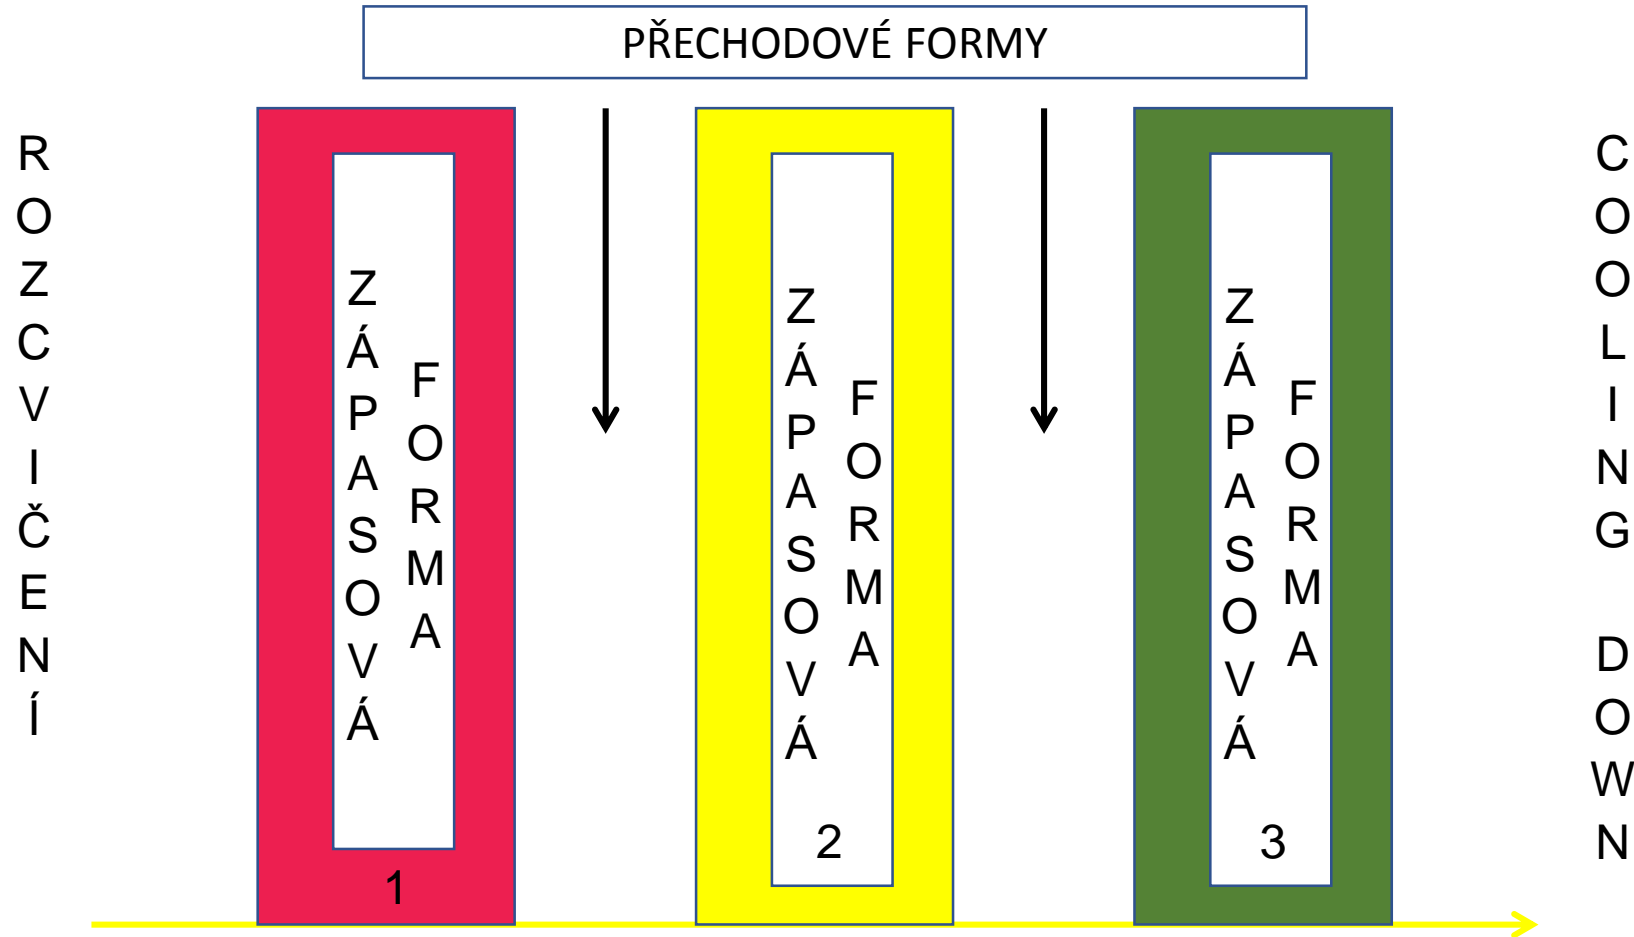 PŘECHODOVÉ FORMY
ROZCVIČENÍ
ZÁPASOVÁ
FORMA
1
ZÁPASOVÁ
FORMA
2
ZÁPASOVÁ
FORMA
3
COOLING DOWN